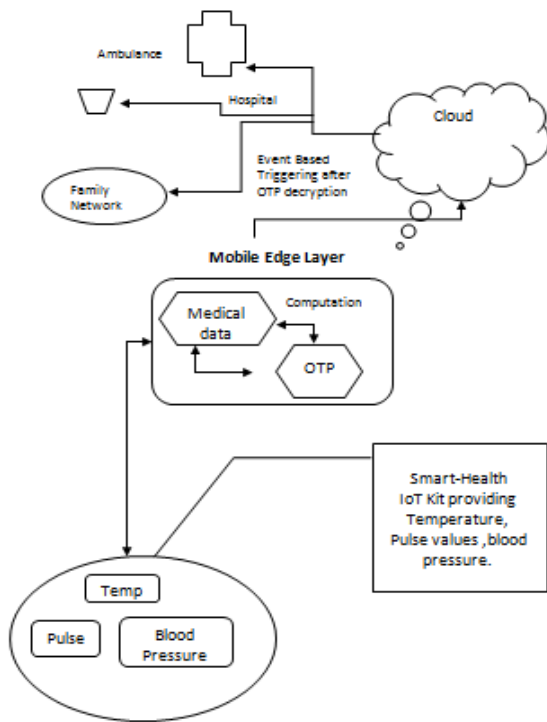 Ambulance
Hospital
Cloud
Event Based
Triggering after
OTP decryption
Family
Network
Mobile Edge Layer
Medical
data
Computation
OTP
Smart-Health
IoT Kit providing
Temperature,
Pulse values ,blood
pressure.
Temp
Pulse
Blood
Pressure